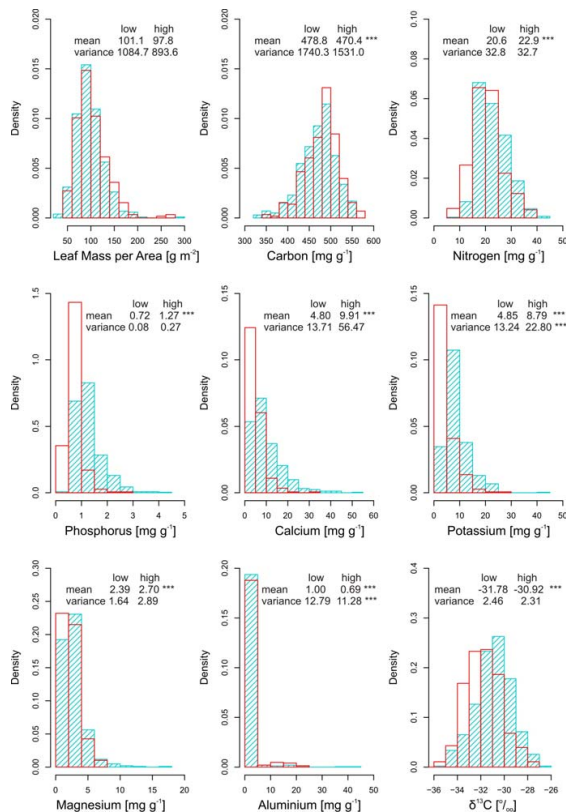 low high
mean 101.1 97.8
variance 1084.7 893.6
Density
0.000 0.005 0.010 0.015 0.020
50 100 150 200 250 300
Leaf Mass per Area [g m-2]
low high
mean 478.8 470.4 ***
variance 1740.3 1531.0
Density
0.000 0.005 0.010 0.015 0.020
300 400 500 600
Carbon [mg g-1]
low high
mean 20.6 22.9 ***
variance 32.8 32.7
Density
0.00 0.02 0.04 0.06 0.08 0.10
0 10 20 30 40 50
Nitrogen [mg g-1]
low high
mean 0.72 1.27 ***
variance 0.08 0.27
Density
0.0 0.5 1.0 1.5
0 1 2 3 4 5
Phosphorus [mg g-1]
low high
mean 4.80 9.91 ***
variance 13.71 56.47
Density
0.00 0.05 0.10 0.15
0 10 20 30 40 50 60
Calcium [mg g-1]
low high
mean 4.85 8.79 ***
variance 13.24 22.80 ***
Density
0.00 0.05 0.10 0.15
0 10 20 30 40 50
Potassium [mg g-1]
low high
mean 2.39 2.70 ***
variance 1.64 2.89
Density
0.00 0.10 0.20 0.30
0 5 10 15 20
Magnesium [mg g-1]
low high
mean 1.00 0.69 ***
variance 12.79 11.28 ***
Density
0.00 0.05 0.10 0.15 0.20
0 10 20 30 40 50
Aluminium [mg g-1]
low high
mean -31.78 -30.92 ***
variance 2.46 2.31
Density
0.0 0.1 0.2 0.3 0.4
-36 -34 -32 -30 -28 -26
δ13C [°/oo]